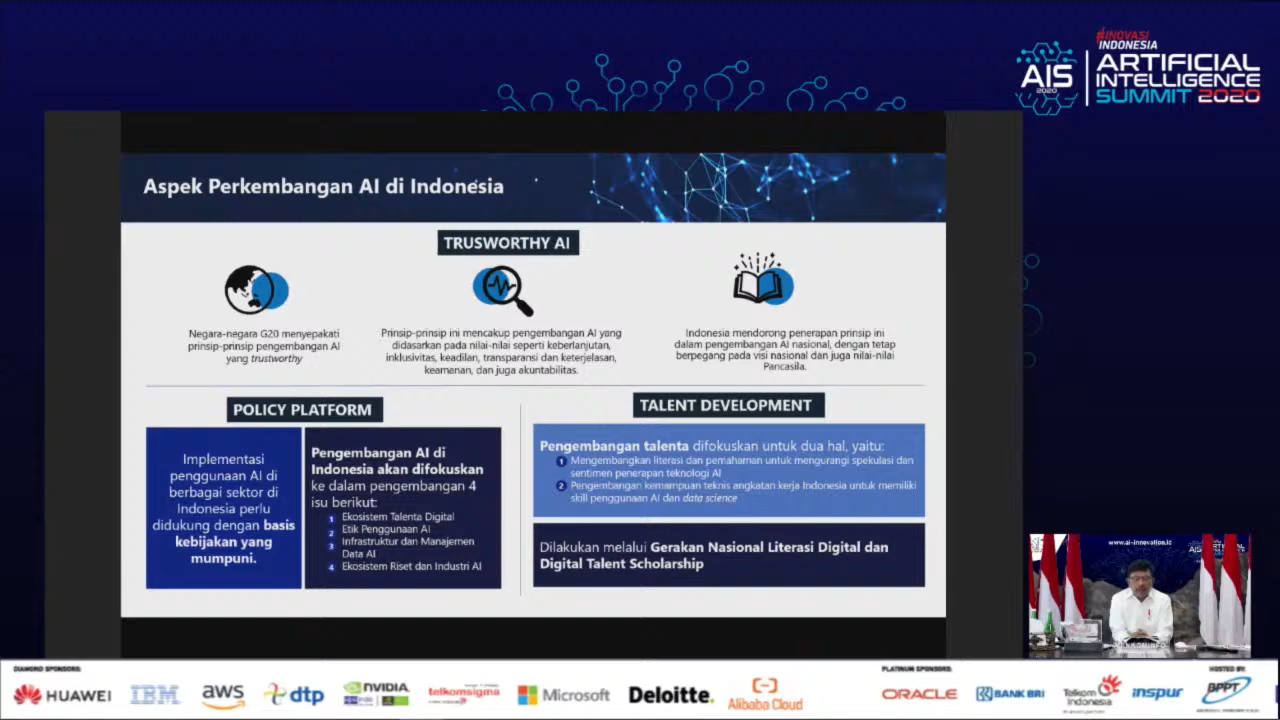 #INOVASI
INDONESIA
AIS
2020
ARTIFICIAL
INTELLIGENCE
SUMMIT 2020
Aspek Perkembangan AI di Indonesia
TRUSWORTHY AI
Negara-negara G20 menyepakati
prinsip-prinsip pengembangan AI
yang trustworthy
Prinsip-prinsip ini mencakup pengembangan AI yang
didasarkan pada nilai-nilai seperti keberlanjutan,
inklusivitas, keadilan, transparansi dan keterjelasan,
keamanan, dan juga akuntabilitas.
Indonesia mendorong penerapan prinsip ini
dalam pengembangan AI nasional, dengan tetap
berpegang pada visi nasional dan juga nilai-nilai
Pancasila.
POLICY PLATFORM
Implementasi
penggunaan AI di
berbagai sektor di
Indonesia perlu
didukung dengan basis
kebijakan yang
mumpuni.
Pengembangan AI di
Indonesia akan difokuskan
ke dalam pengembangan 4
isu berikut:
1 Ekosistem Talenta Digital
2 Etik Penggunaan AI
3 Infrastruktur dan Manajemen
Data AI
4 Ekosistem Riset dan Industri AI
TALENT DEVELOPMENT
Pengembangan talenta difokuskan untuk dua hal, yaitu:
1 Mengembangkan literasi dan pemahaman untuk mengurangi spekulasi dan
sentimen penerapan teknologi AI
2 Pengembangan kemampuan teknis angkatan kerja Indonesia untuk memiliki
skill penggunaan AI dan data science
Dilakukan melalui Gerakan Nasional Literasi Digital dan
Digital Talent Scholarship
www.ai-innovation.id
DIAMOND SPONSORS:
HUAWEI
IBM
aws
dtp
NVIDIA
telkomsigma
Microsoft
Deloitte.
Alibaba Cloud
PLATINUM SPONSORS:
ORACLE
BANK BRI
Telkom
Indonesia
inspur
HOSTED BY:
BPPT